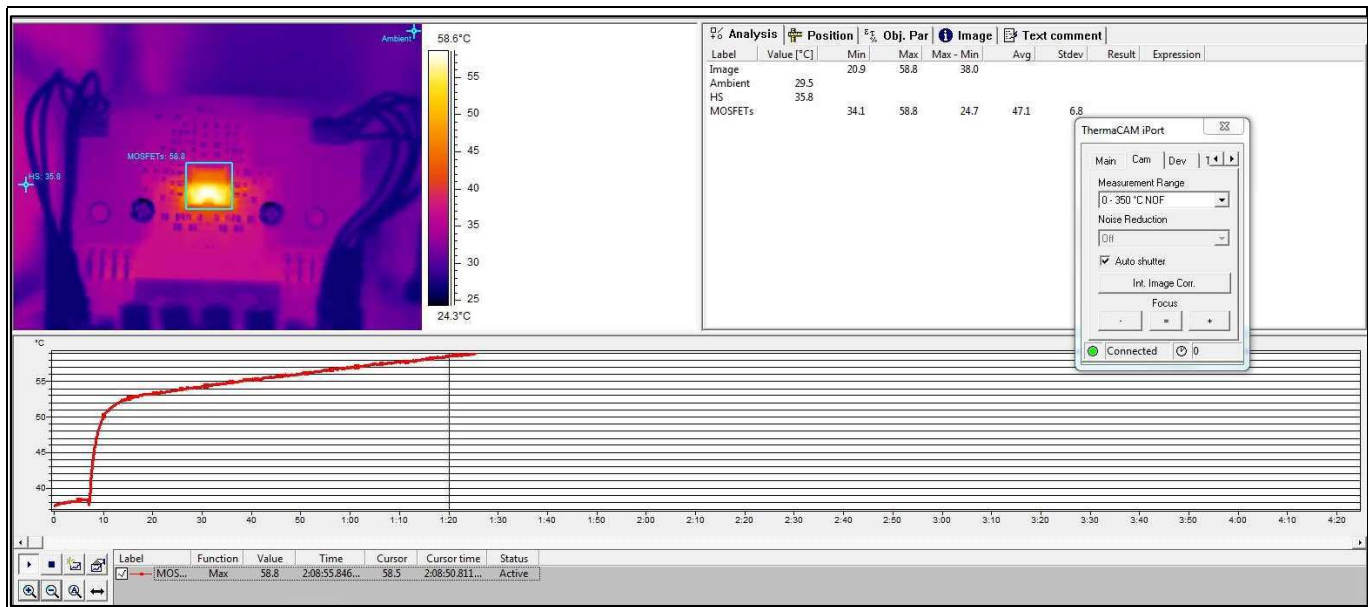 Ambient
MOSFETs: 58.8
HS: 35.8
58.6°C
55
50
45
40
35
30
25
24.3°C
Analysis Position Obj. Par Image Text comment
Label Value [°C] Min Max Max - Min Avg Stdev Result Expression
Image 20.9 58.8 38.0
Ambient 29.5
HS 35.8
MOSFETs 34.1 58.8 24.7 47.1 6.8
ThermaCAM iPort
Main Cam Dev
Measurement Range
0 - 350 °C NOF
Noise Reduction
Off
Auto shutter
Int. Image Corr.
Focus
- = +
Connected 0
°C
55
50
45
40
0 10 20 30 40 50 1:00 1:10 1:20 1:30 1:40 1:50 2:00 2:10 2:20 2:30 2:40 2:50 3:00 3:10 3:20 3:30 3:40 3:50 4:00 4:10 4:20
Label Function Value Time Cursor Cursor time Status
MOS... Max 58.8 2:08:55.846... 58.5 2:08:50.811... Active